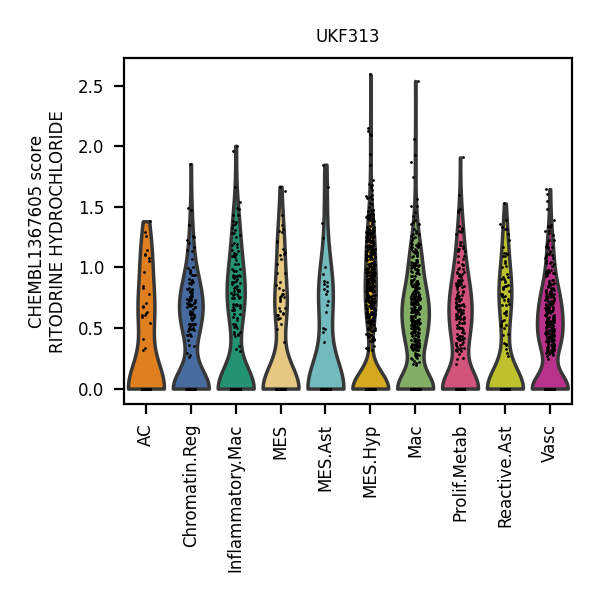 UKF313
CHEMBL1367605 score
RITODRINE HYDROCHLORIDE
2.5
2.0
1.5
1.0
0.5
0.0
AC
Chromatin.Reg
Inflammatory.Mac
MES
MES.Ast
MES.Hyp
Mac
Prolif.Metab
Reactive.Ast
Vasc